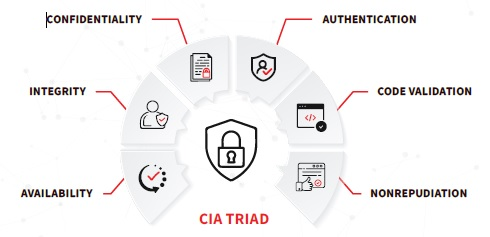 CONFIDENTIALITY
AUTHENTICATION
INTEGRITY
CODE VALIDATION
AVAILABILITY
NONREPUDIATION
CIA TRIAD